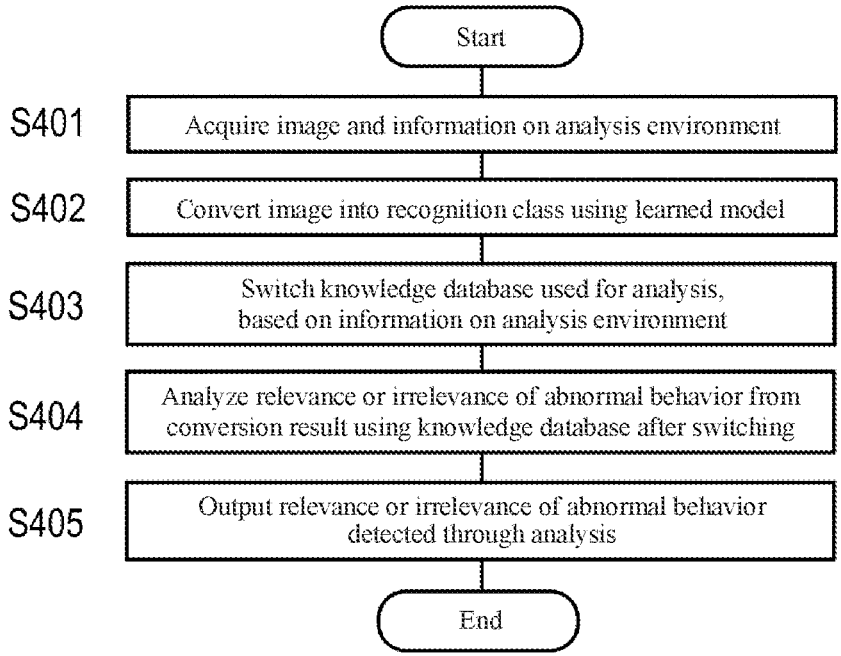 Start
S401
Acquire image and information on analysis environment
S402
Convert image into recognition class using learned model
S403
Switch knowledge database used for analysis,
based on information on analysis environment
S404
Analyze relevance or irrelevance of abnormal behavior from
conversion result using knowledge database after switching
S405
Output relevance or irrelevance of abnormal behavior
detected through analysis
End